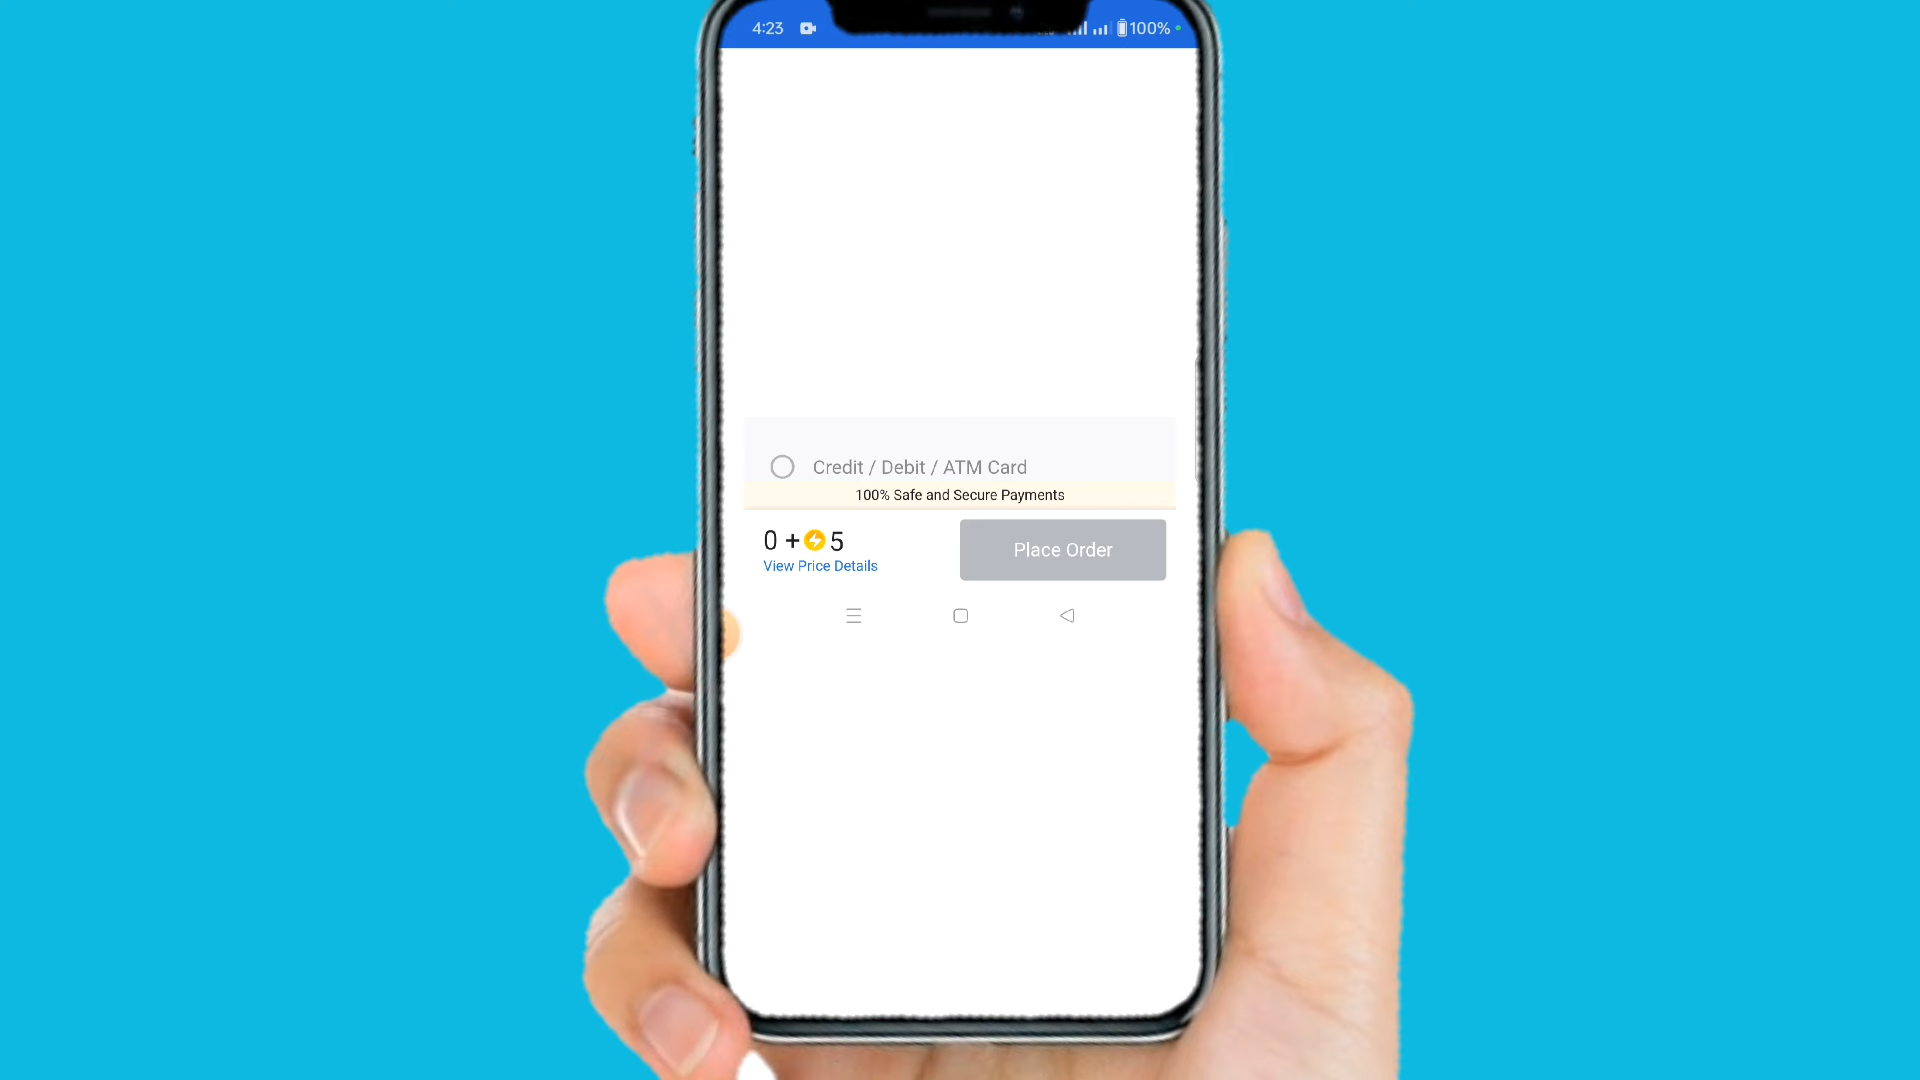 4:23
100%
Credit / Debit / ATM Card
100% Safe and Secure Payments
0 + 5
Place Order
View Price Details